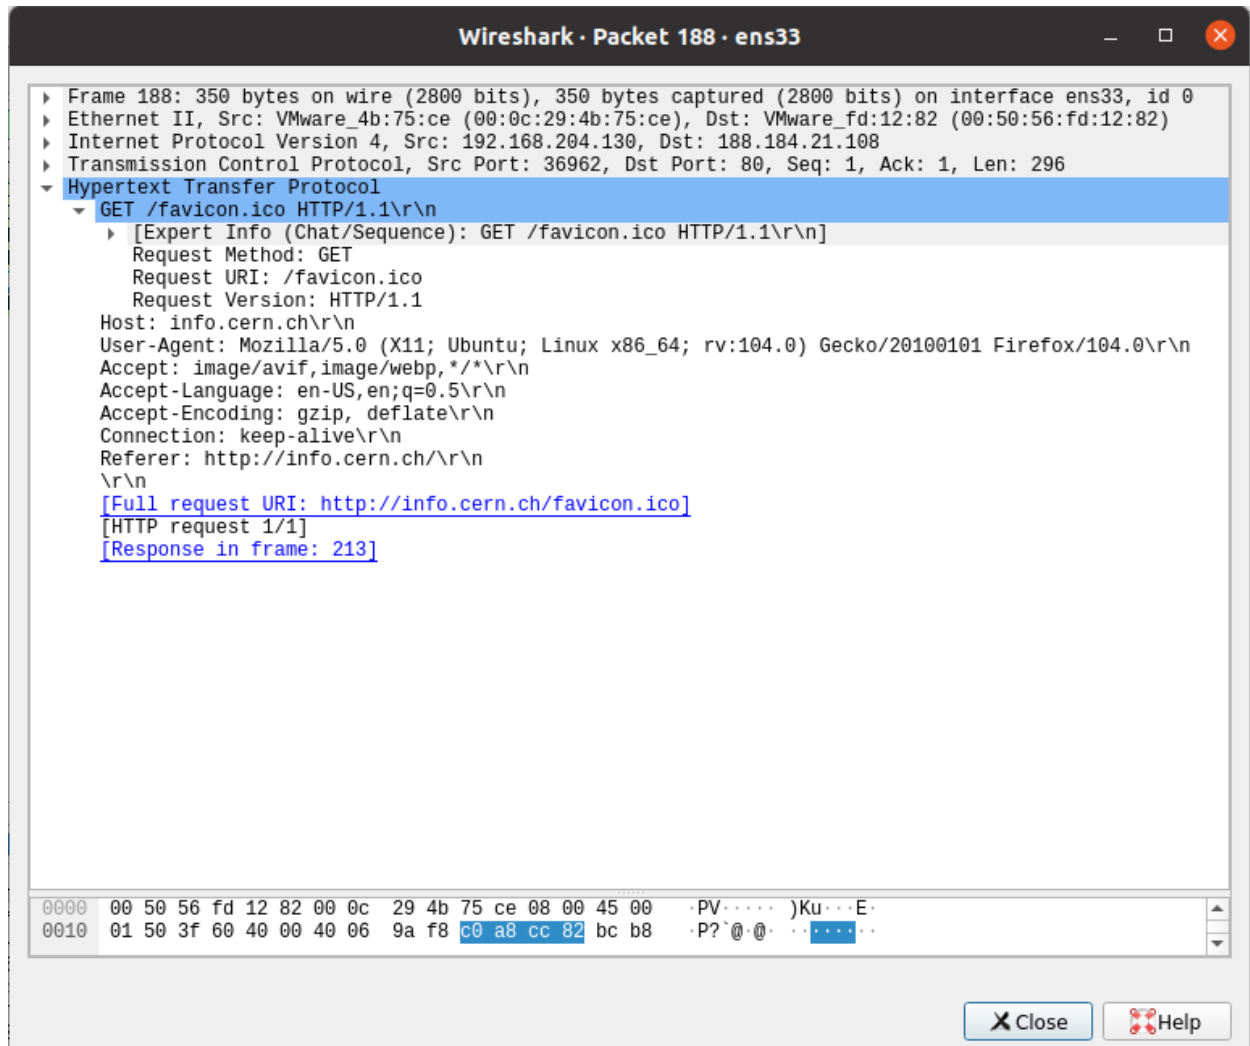 Wireshark · Packet 188 · ens33
Frame 188: 350 bytes on wire (2800 bits), 350 bytes captured (2800 bits) on interface ens33, id 0
Ethernet II, Src: VMware_4b:75:ce (00:0c:29:4b:75:ce), Dst: VMware_fd:12:82 (00:50:56:fd:12:82)
Internet Protocol Version 4, Src: 192.168.204.130, Dst: 188.184.21.108
Transmission Control Protocol, Src Port: 36962, Dst Port: 80, Seq: 1, Ack: 1, Len: 296
Hypertext Transfer Protocol
GET /favicon.ico HTTP/1.1\r\n
[Expert Info (Chat/Sequence): GET /favicon.ico HTTP/1.1\r\n]
Request Method: GET
Request URI: /favicon.ico
Request Version: HTTP/1.1
Host: info.cern.ch\r\n
User-Agent: Mozilla/5.0 (X11; Ubuntu; Linux x86_64; rv:104.0) Gecko/20100101 Firefox/104.0\r\n
Accept: image/avif,image/webp,*/*\r\n
Accept-Language: en-US,en;q=0.5\r\n
Accept-Encoding: gzip, deflate\r\n
Connection: keep-alive\r\n
Referer: http://info.cern.ch/\r\n
\r\n
[Full request URI: http://info.cern.ch/favicon.ico]
[HTTP request 1/1]
[Response in frame: 213]
0000 00 50 56 fd 12 82 00 0c 29 4b 75 ce 08 00 45 00 ·PV····· )Ku···E·
0010 01 50 3f 60 40 00 40 06 9a f8 c0 a8 cc 82 bc b8 ·P?`@·@· ········
Close Help